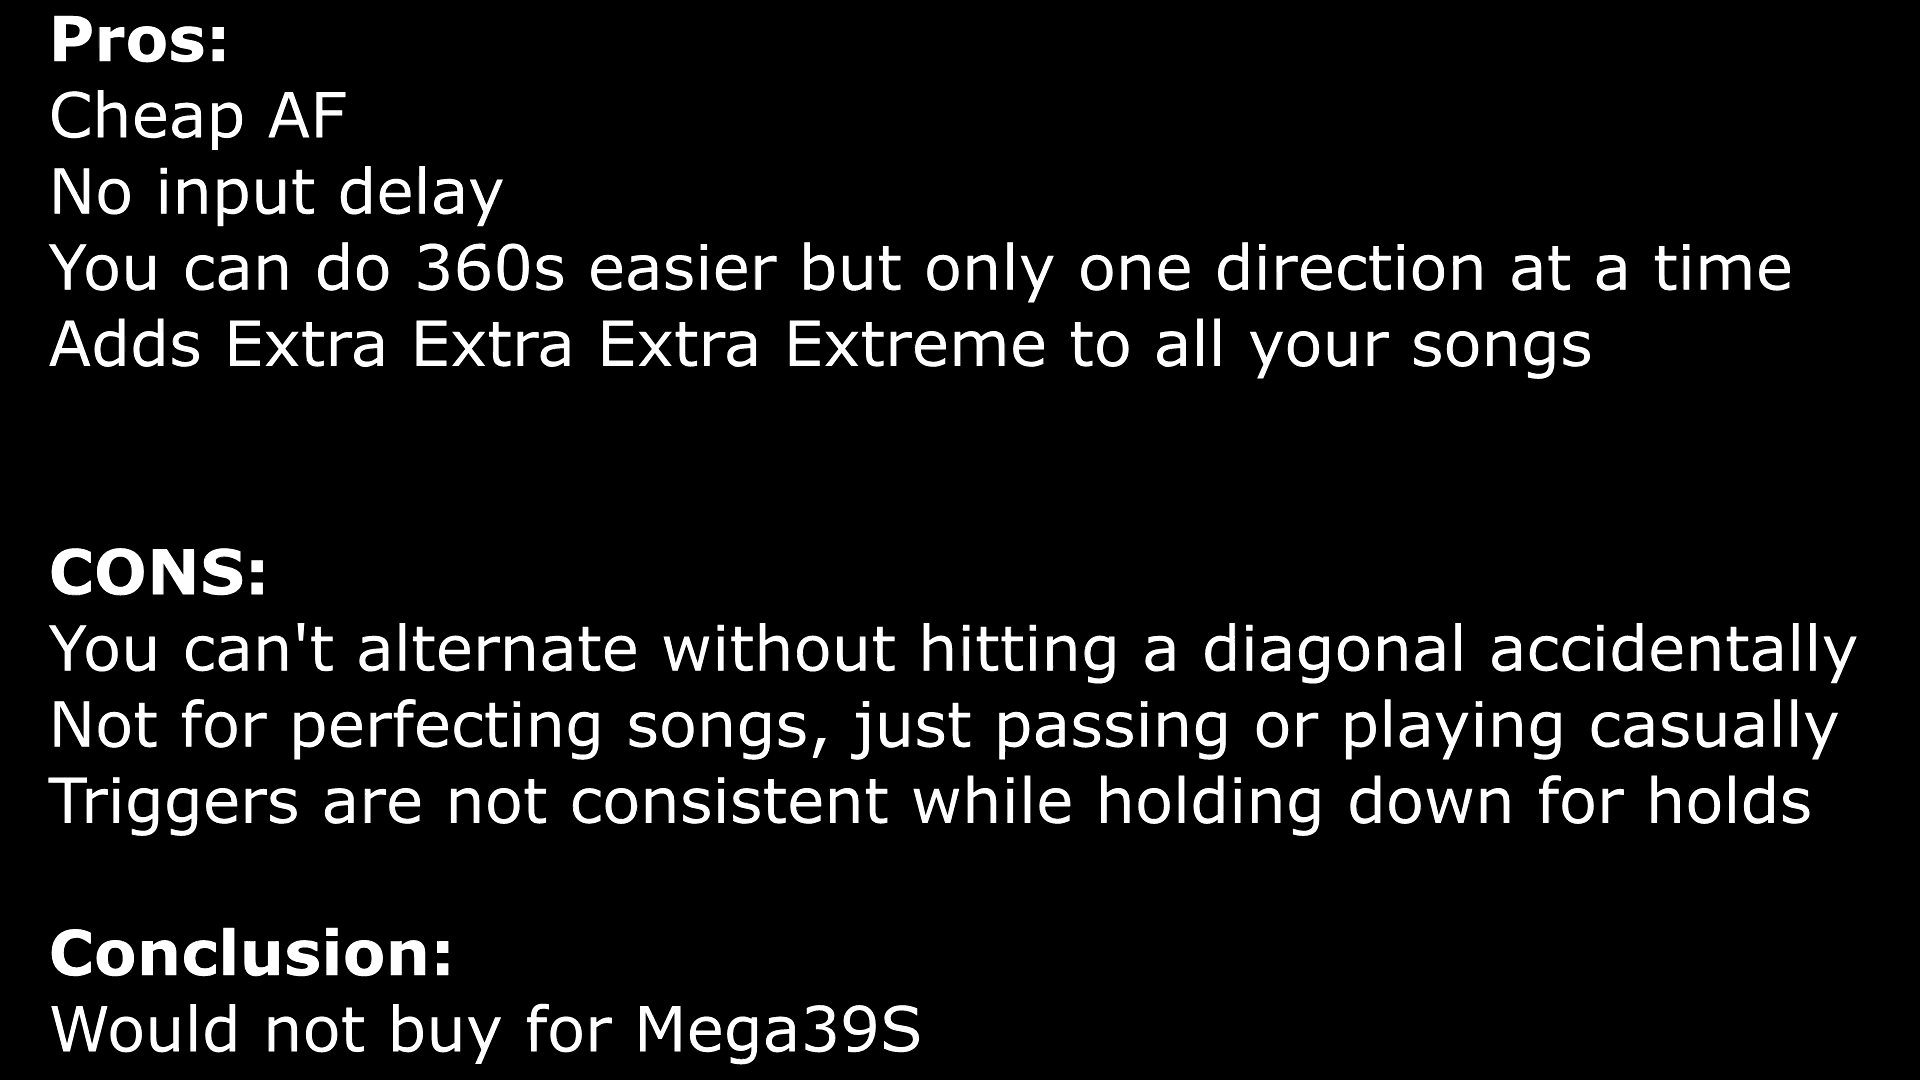 Pros:
Cheap AF
No input delay
You can do 360s easier but only one direction at a time
Adds Extra Extra Extra Extreme to all your songs
CONS:
You can't alternate without hitting a diagonal accidentally
Not for perfecting songs, just passing or playing casually
Triggers are not consistent while holding down for holds
Conclusion:
Would not buy for Mega39S